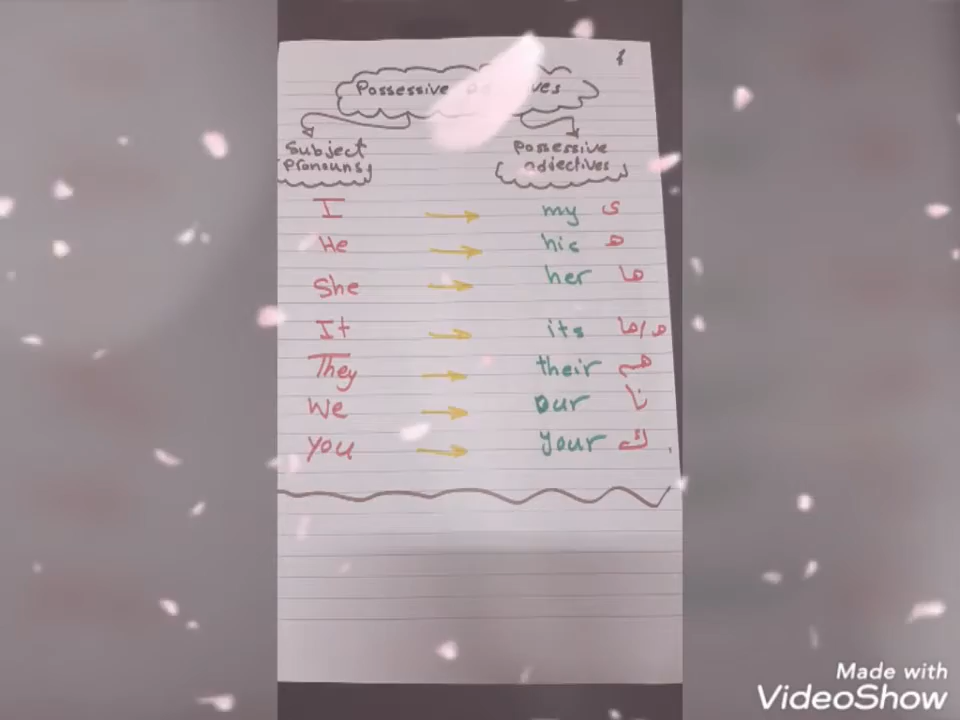 Possessive
Subject pronouns
Possessive adjectives
I → my ى
He → his ه
She → her ها
It → its ه/ها
They → their هم
We → our نا
you → your ك
Made with
VideoShow